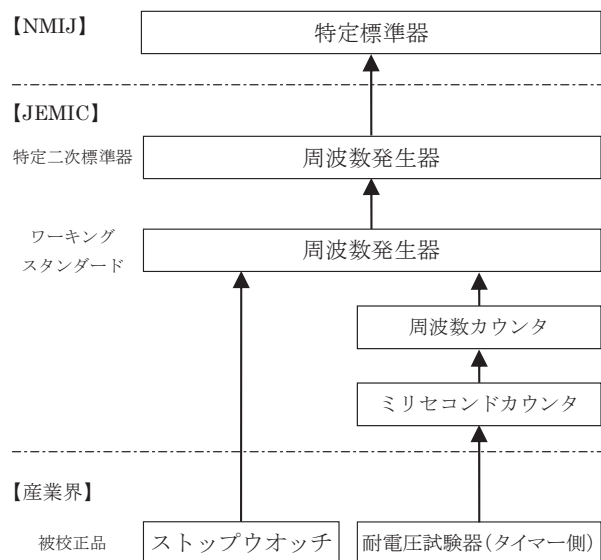 【NMIJ】
特定標準器
【JEMIC】
特定二次標準器
周波数発生器
ワーキング
スタンダード
周波数発生器
周波数カウンタ
ミリセコンドカウンタ
【産業界】
被校正品
ストップウオッチ
耐電圧試験器(タイマー側)